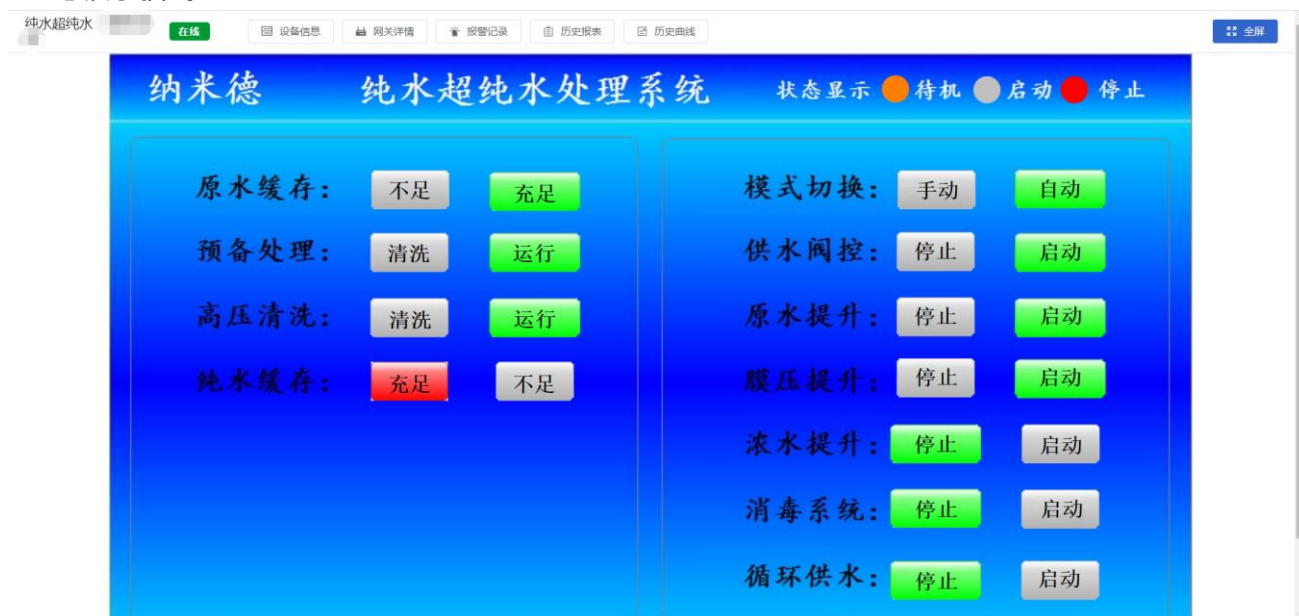 纯水超纯水
在线 设备信息 网关详情 报警记录 历史报表 历史曲线 全屏
纳米德 纯水超纯水处理系统 状态显示 待机 启动 停止
原水缓存： 不足 充足
模式切换： 手动 自动
预备处理： 清洗 运行
供水阀控： 停止 启动
高压清洗： 清洗 运行
原水提升： 停止 启动
纯水缓存： 充足 不足
膜压提升： 停止 启动
浓水提升： 停止 启动
消毒系统： 停止 启动
循环供水： 停止 启动